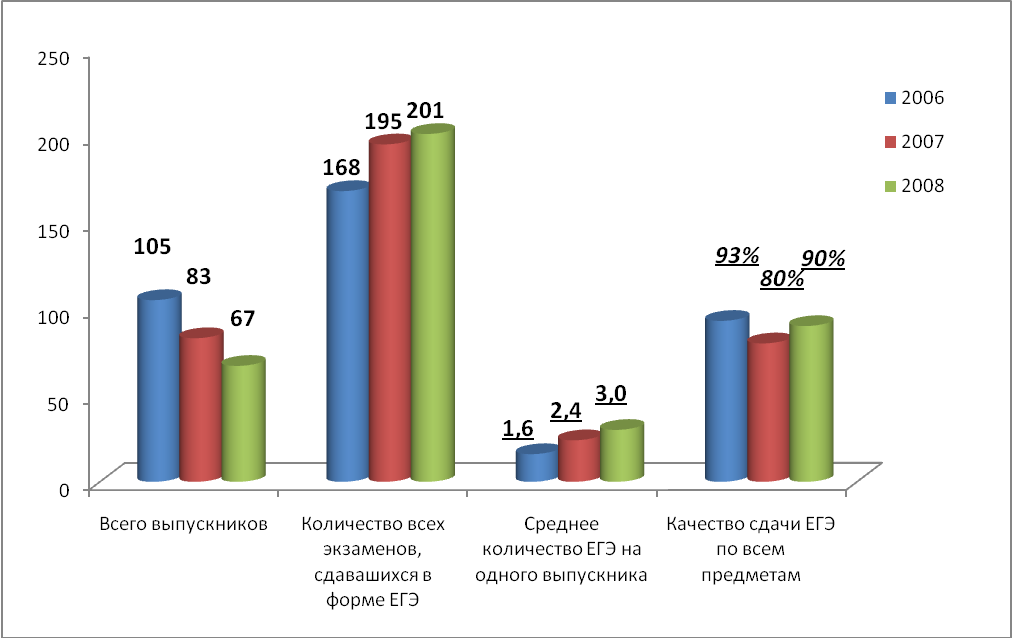 250
200
150
100
50
0
105
83
67
168
195
201
1,6
2,4
3,0
93%
80%
90%
2006
2007
2008
Всего выпускников
Количество всех
экзаменов,
сдавашихся в
форме ЕГЭ
Среднее
количество ЕГЭ на
одного выпускника
Качество сдачи ЕГЭ
по всем
предметам